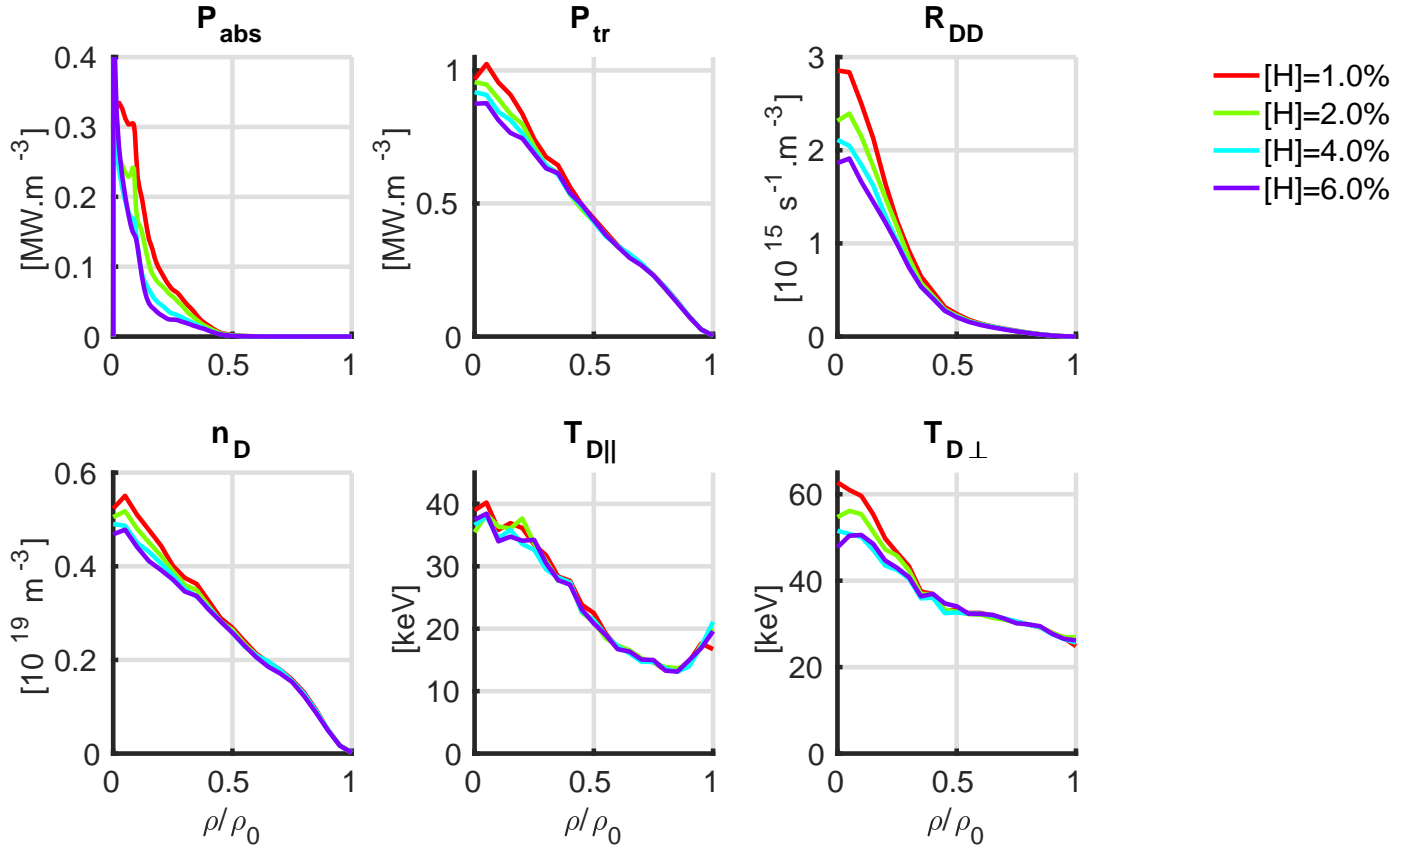 P_abs
[MW.m^-3]
0.4
0.3
0.2
0.1
0
0 0.5 1
P_tr
[MW.m^-3]
1
0.5
0
0 0.5 1
R_DD
[10^15 s^-1.m^-3]
3
2
1
0
0 0.5 1
[H]=1.0%
[H]=2.0%
[H]=4.0%
[H]=6.0%
n_D
[10^19 m^-3]
0.6
0.4
0.2
0
0 0.5 1
ρ/ρ_0
T_D||
[keV]
40
30
20
10
0
0 0.5 1
ρ/ρ_0
T_D⊥
[keV]
60
40
20
0
0 0.5 1
ρ/ρ_0